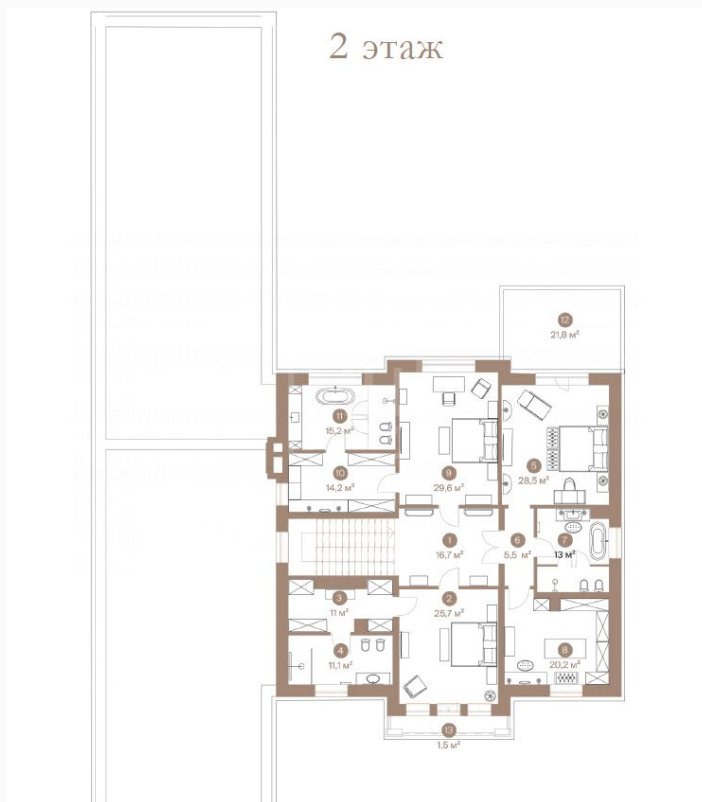 2 этаж
12
21,8 м²
11
15,2 м²
10
14,2 м²
9
29,6 м²
5
28,5 м²
1
16,7 м²
6
5,5 м²
7
13 м²
3
11 м²
2
25,7 м²
4
11,1 м²
8
20,2 м²
13
1,5 м²